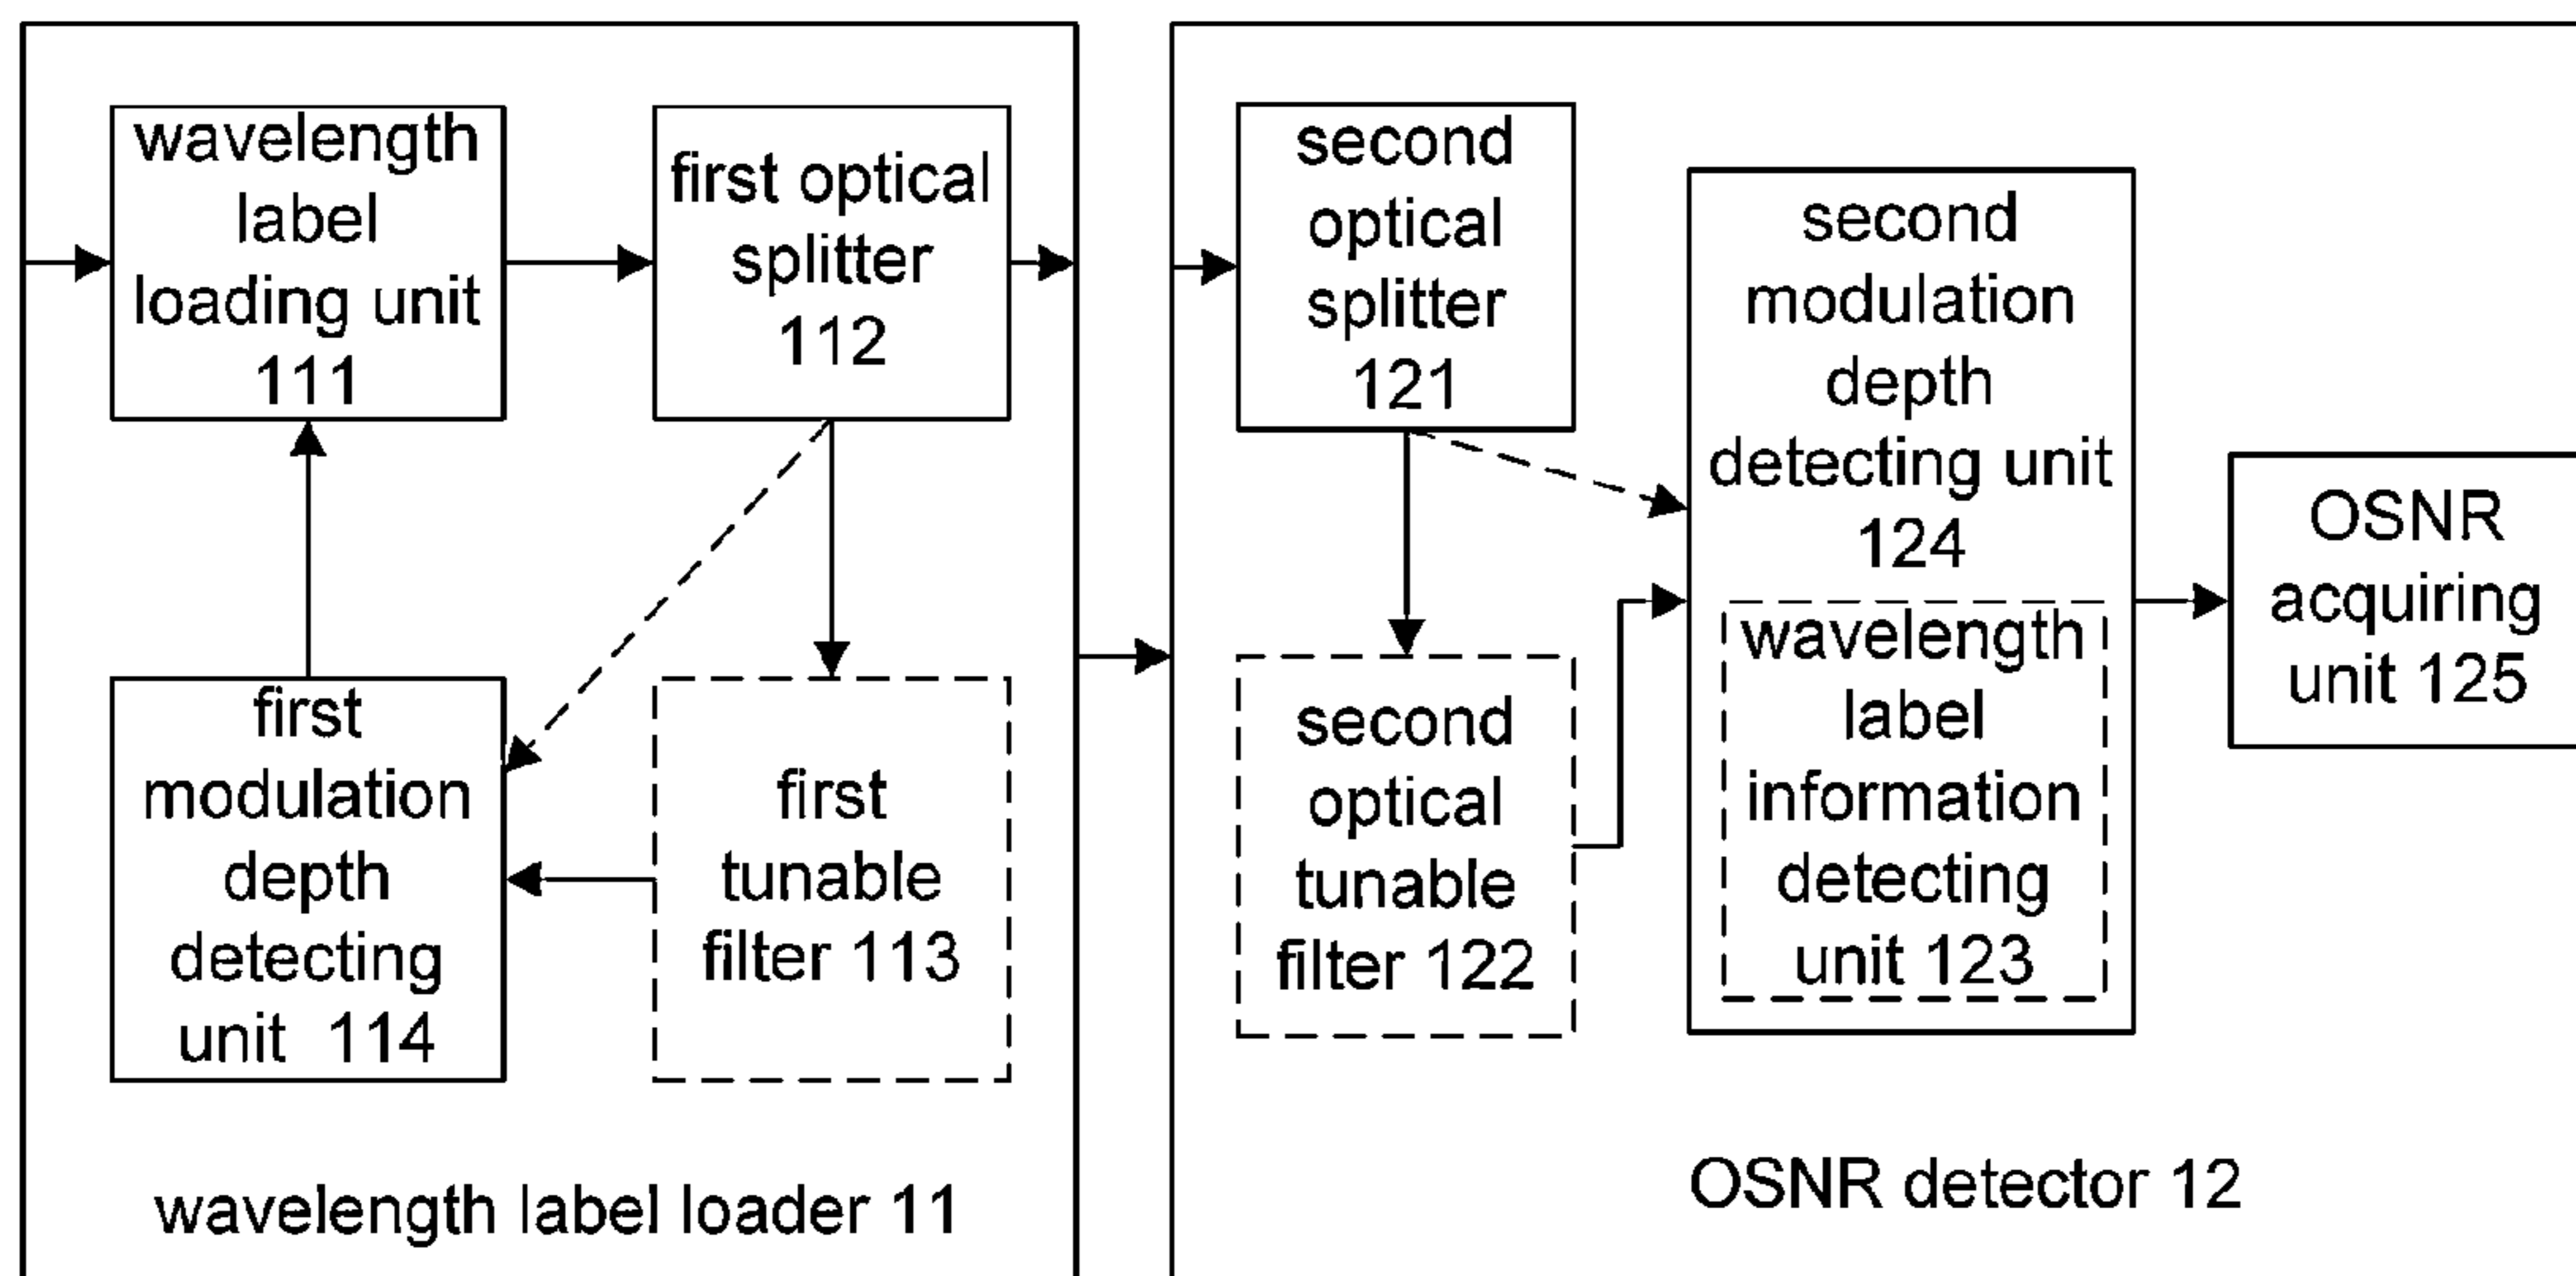 wavelength
label
loading unit
111
first optical
splitter
112
first
modulation
depth
detecting
unit 114
first
tunable
filter 113
wavelength label loader 11
second
optical
splitter
121
second
optical
tunable
filter 122
second
modulation
depth
detecting unit
124
wavelength
label
information
detecting
unit 123
OSNR
acquiring
unit 125
OSNR detector 12